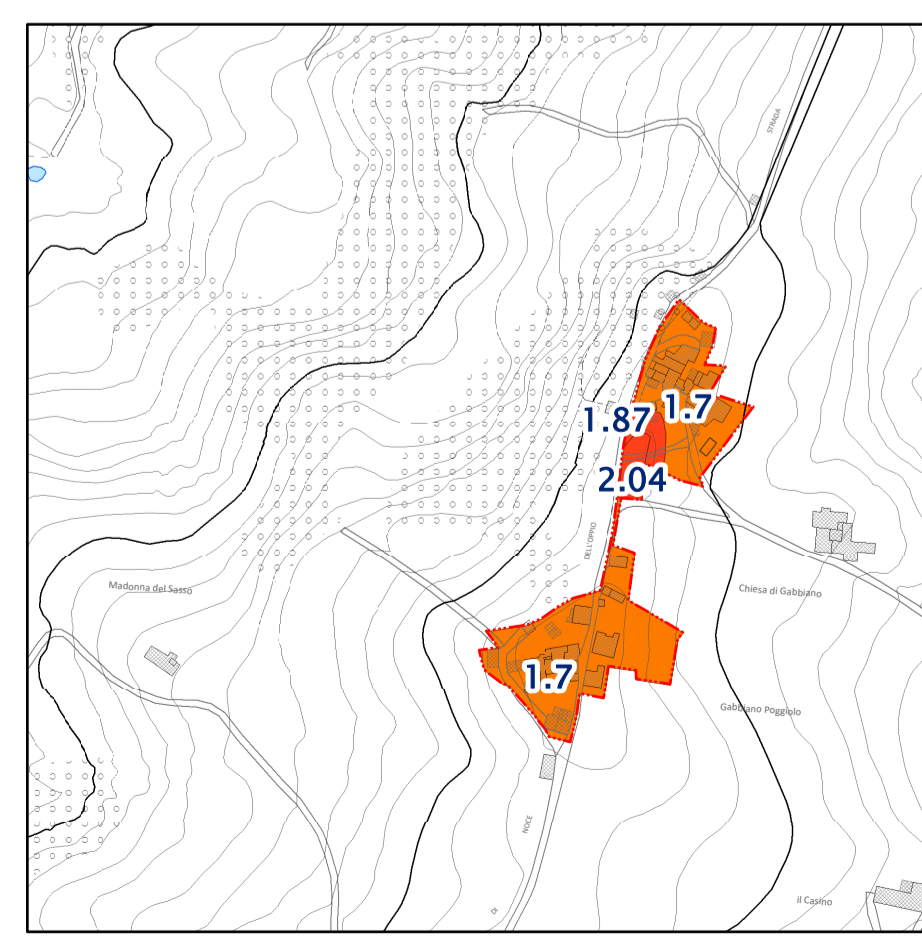 STRADA
1.7
1.87
2.04
DELL'OPPIO
Madonna del Sasso
Chiesa di Gabbiano
1.7
Gabbiano Poggiolo
NOCE
il Casino
DI